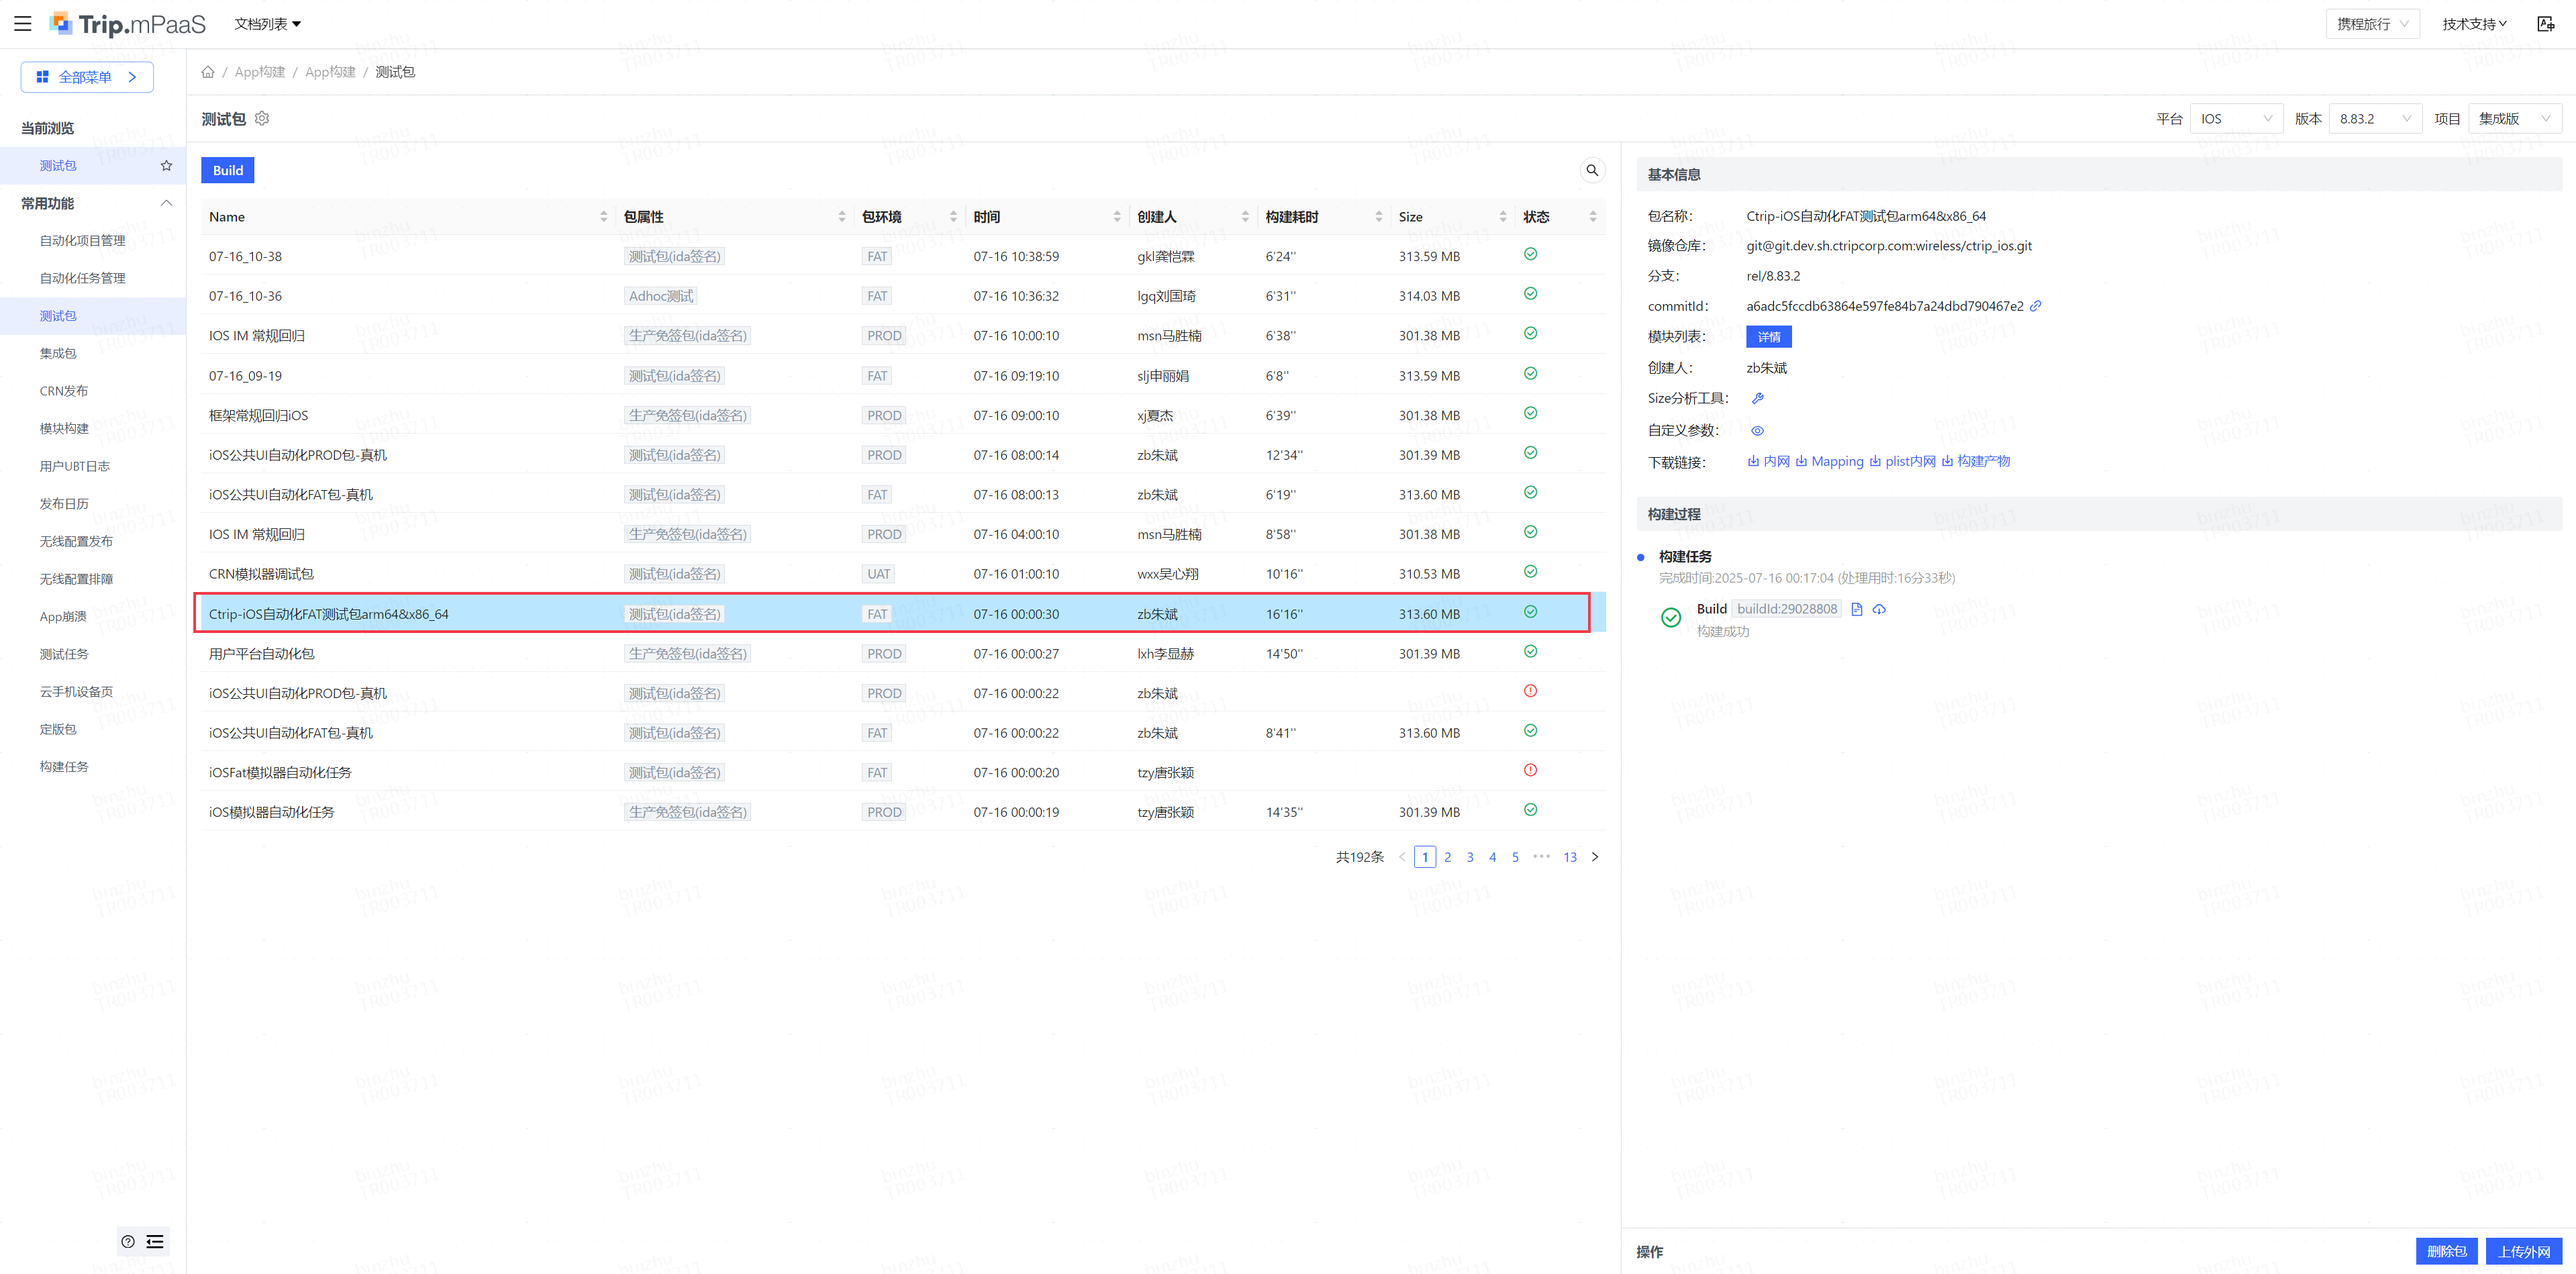 Trip.mPaaS 文档列表 携程旅行 技术支持
全部菜单
App构建 / App构建 / 测试包
当前浏览
测试包
常用功能
自动化项目管理
自动化任务管理
测试包
集成包
CRN发布
模块构建
用户UBT日志
发布日历
无线配置发布
无线配置排障
App崩溃
测试任务
云手机设备页
定版包
构建任务
测试包 平台 IOS 版本 8.83.2 项目 集成版
Build
Name 包属性 包环境 时间 创建人 构建耗时 Size 状态
07-16_10-38 测试包(ida签名) FAT 07-16 10:38:59 gkl龚恺霖 6'24'' 313.59 MB
07-16_10-36 Adhoc测试 FAT 07-16 10:36:32 lgq刘国琦 6'31'' 314.03 MB
IOS IM 常规回归 生产免签包(ida签名) PROD 07-16 10:00:10 msn马胜楠 6'38'' 301.38 MB
07-16_09-19 测试包(ida签名) FAT 07-16 09:19:10 slj申丽娟 6'8'' 313.59 MB
框架常规回归iOS 生产免签包(ida签名) PROD 07-16 09:00:10 xj夏杰 6'39'' 301.38 MB
iOS公共UI自动化PROD包-真机 测试包(ida签名) PROD 07-16 08:00:14 zb朱斌 12'34'' 301.39 MB
iOS公共UI自动化FAT包-真机 测试包(ida签名) FAT 07-16 08:00:13 zb朱斌 6'19'' 313.60 MB
IOS IM 常规回归 生产免签包(ida签名) PROD 07-16 04:00:10 msn马胜楠 8'58'' 301.38 MB
CRN模拟器调试包 测试包(ida签名) UAT 07-16 01:00:10 wxx吴心翔 10'16'' 310.53 MB
Ctrip-iOS自动化FAT测试包arm64&x86_64 测试包(ida签名) FAT 07-16 00:00:30 zb朱斌 16'16'' 313.60 MB
用户平台自动化包 生产免签包(ida签名) PROD 07-16 00:00:27 lxh李显赫 14'50'' 301.39 MB
iOS公共UI自动化PROD包-真机 测试包(ida签名) PROD 07-16 00:00:22 zb朱斌
iOS公共UI自动化FAT包-真机 测试包(ida签名) FAT 07-16 00:00:22 zb朱斌 8'41'' 313.60 MB
iOSFat模拟器自动化任务 测试包(ida签名) FAT 07-16 00:00:20 tzy唐张颖
iOS模拟器自动化任务 生产免签包(ida签名) PROD 07-16 00:00:19 tzy唐张颖 14'35'' 301.39 MB
共192条 < 1 2 3 4 5 ••• 13 >
基本信息
包名称: Ctrip-iOS自动化FAT测试包arm64&x86_64
镜像仓库: git@git.dev.sh.ctripcorp.com:wireless/ctrip_ios.git
分支: rel/8.83.2
commitId: a6adc5fccdb63864e597fe84b7a24dbd790467e2
模块列表: 详情
创建人: zb朱斌
Size分析工具:
自定义参数:
下载链接: 内网 Mapping plist内网 构建产物
构建过程
构建任务
完成时间:2025-07-16 00:17:04 (处理用时:16分33秒)
Build buildId:29028808
构建成功
操作 删除包 上传外网
binzhu
TR003711